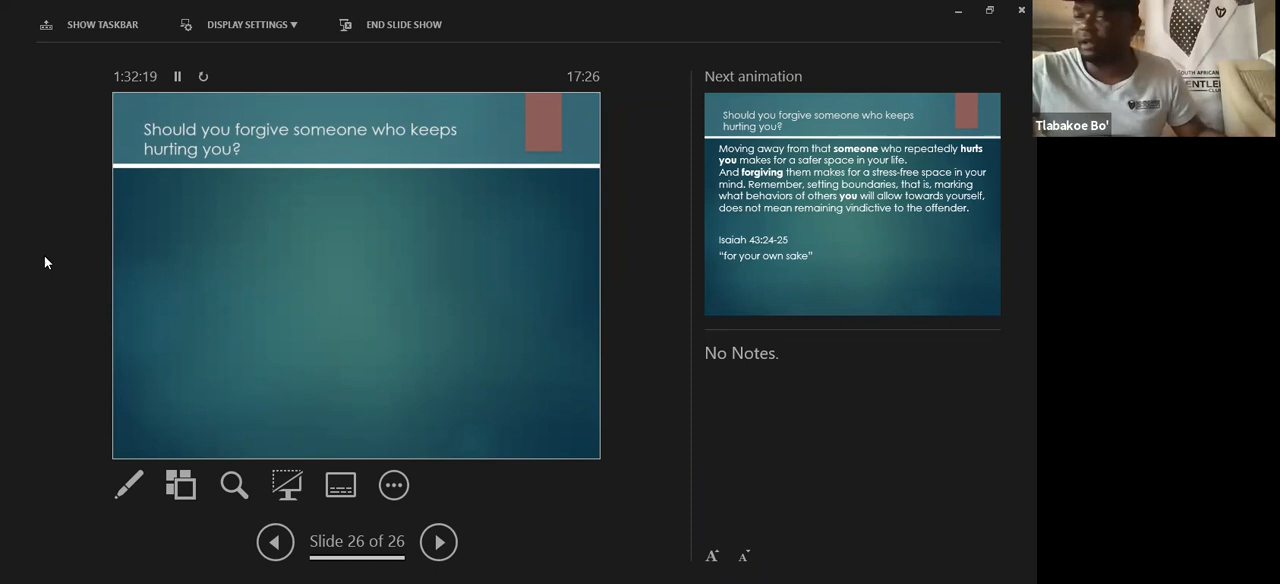 SHOW TASKBAR
DISPLAY SETTINGS ▼
END SLIDE SHOW
1:32:19
17:26
Should you forgive someone who keeps
hurting you?
Slide 26 of 26
Next animation
Should you forgive someone who keeps
hurting you?
Moving away from that someone who repeatedly hurts
you makes for a safer space in your life.
And forgiving them makes for a stress-free space in your
mind. Remember, setting boundaries, that is, marking
what behaviors of others you will allow towards yourself,
does not mean remaining vindictive to the offender.
Isaiah 43:24-25
“for your own sake”
No Notes.
A
A
Tlabakoe Bo'